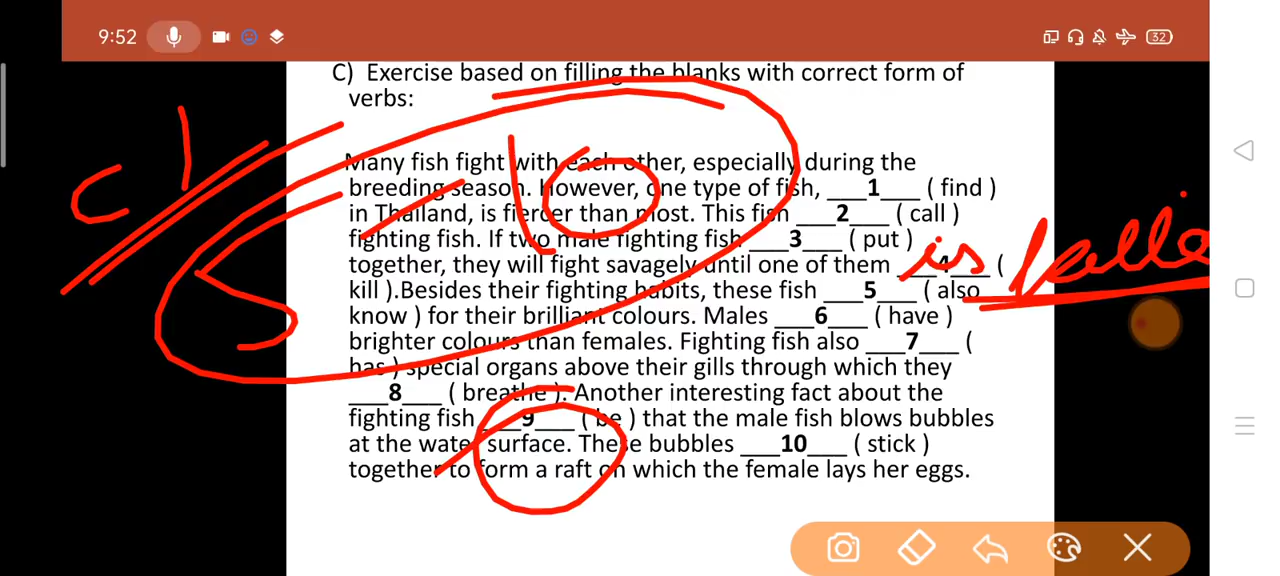 9:52
32
C) Exercise based on filling the blanks with correct form of
verbs:
Many fish fight with each other, especially during the
breeding season. However, one type of fish, ___1___ ( find )
in Thailand, is fiercer than most. This fish ___2___ ( call )
fighting fish. If two male fighting fish ___3___ ( put )
together, they will fight savagely until one of them ___4___ (
kill ).Besides their fighting habits, these fish ___5___ ( also
know ) for their brilliant colours. Males ___6___ ( have )
brighter colours than females. Fighting fish also ___7___ (
has ) special organs above their gills through which they
___8___ ( breathe ). Another interesting fact about the
fighting fish ___9___ ( be ) that the male fish blows bubbles
at the water surface. These bubbles ___10___ ( stick )
together to form a raft on which the female lays her eggs.
is